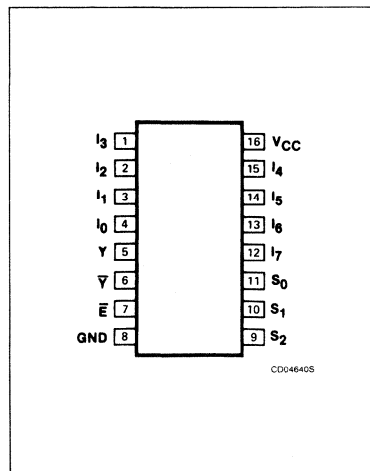 I3 1 16 VCC
I2 2 15 I4
I1 3 14 I5
I0 4 13 I6
Y 5 12 I7
Y̅ 6 11 S0
E̅ 7 10 S1
GND 8 9 S2
CD04640S